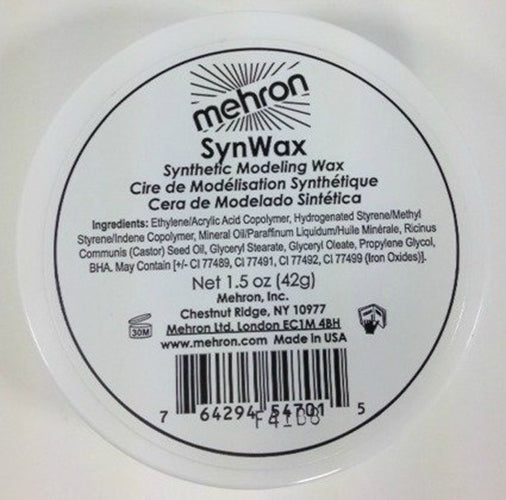 mehron
SynWax
Synthetic Modeling Wax
Cire de Modélisation Synthétique
Cera de Modelado Sintética
Ingredients: Ethylene/Acrylic Acid Copolymer, Hydrogenated Styrene/Methyl
Styrene/Indene Copolymer, Mineral Oil/Paraffinum Liquidum/Huile Minérale, Ricinus
Communis (Castor) Seed Oil, Glyceryl Stearate, Glyceryl Oleate, Propylene Glycol,
BHA. May Contain [+/- CI 77489, CI 77491, CI 77492, CI 77499 (Iron Oxides)].
Net 1.5 oz (42g)
Mehron, Inc.
Chestnut Ridge, NY 10977
30M
Mehron Ltd. London EC1M 4BH
www.mehron.com Made In USA
7 64294 54701 5